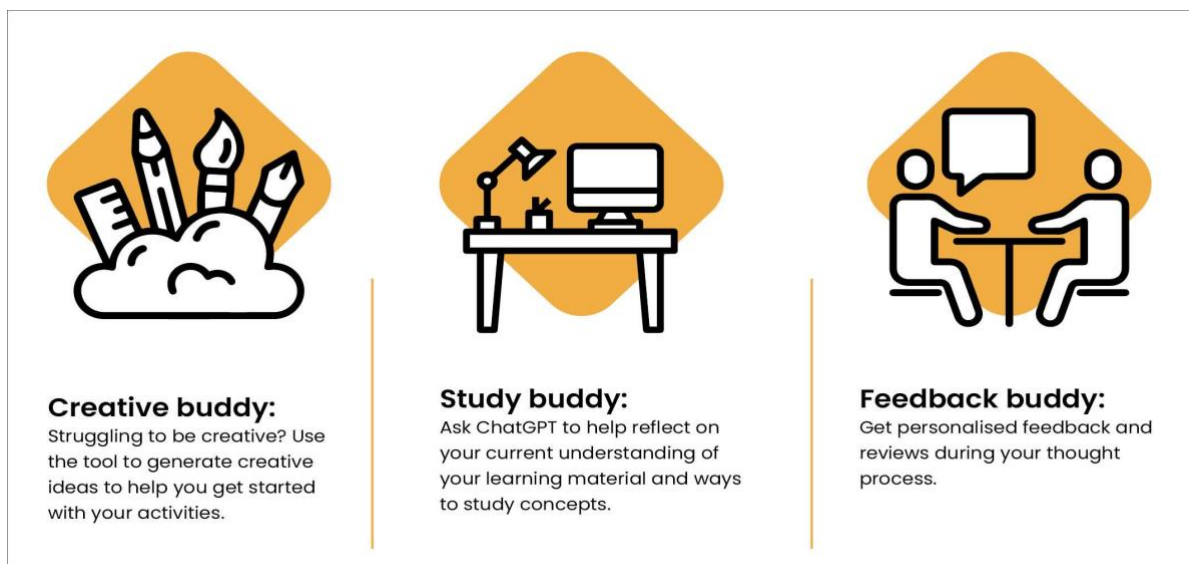 Creative buddy:
Struggling to be creative? Use
the tool to generate creative
ideas to help you get started
with your activities.
Study buddy:
Ask ChatGPT to help reflect on
your current understanding of
your learning material and ways
to study concepts.
Feedback buddy:
Get personalised feedback and
reviews during your thought
process.